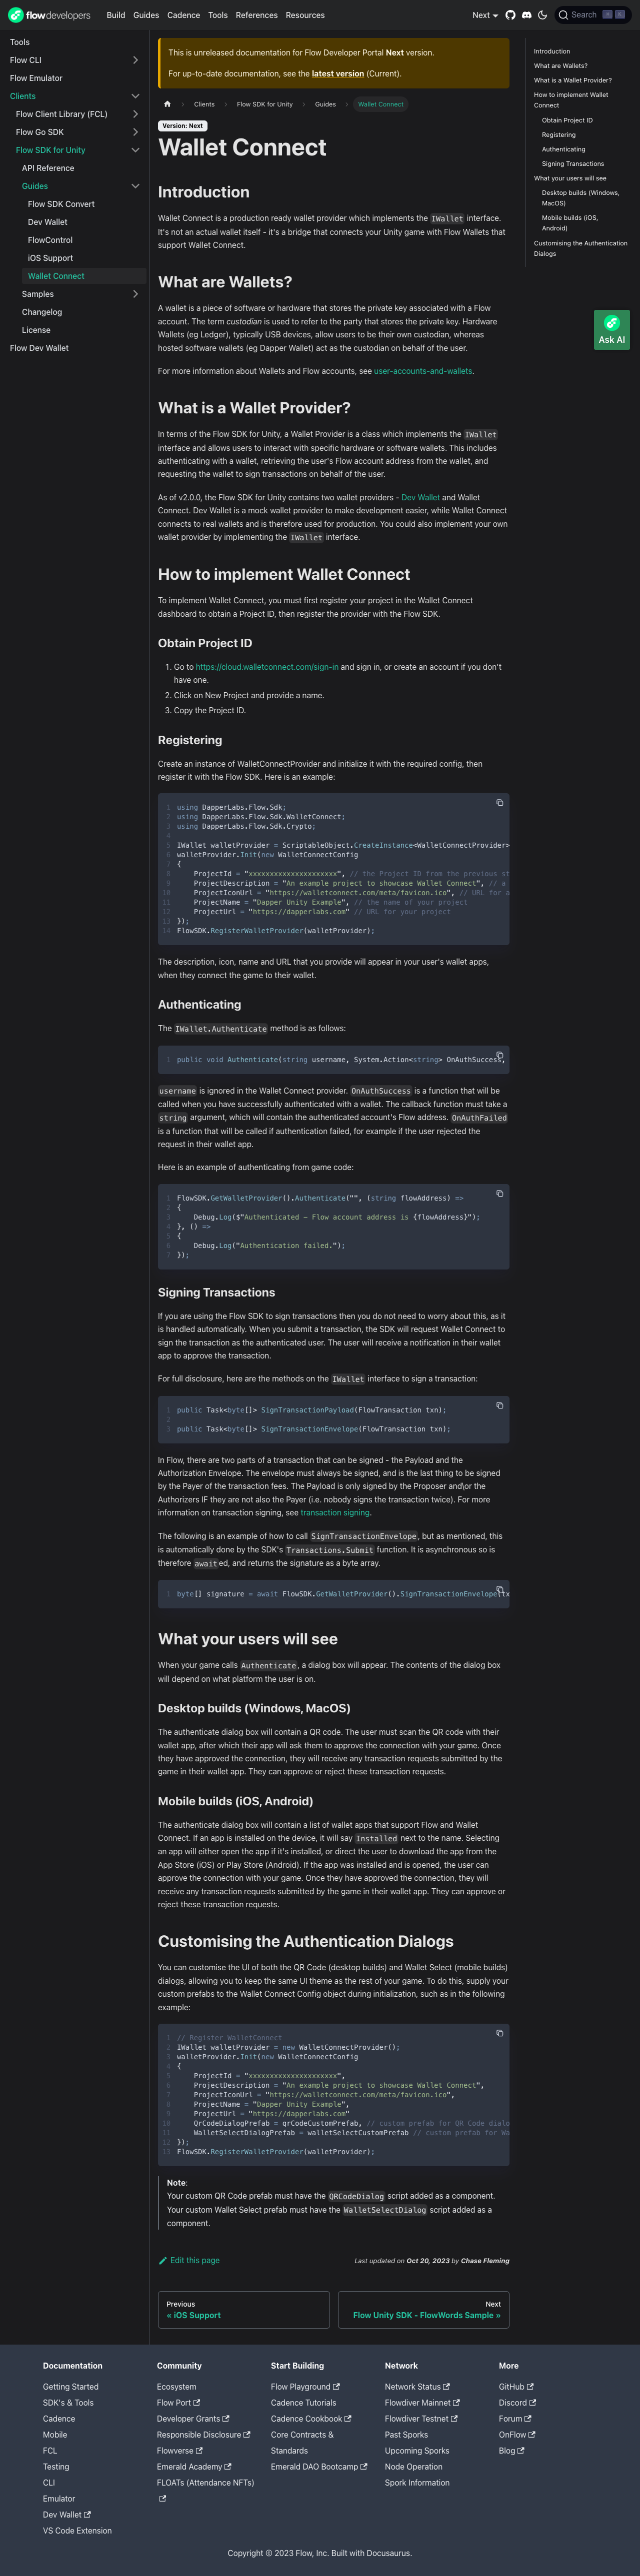 flowdevelopers
Build
Guides
Cadence
Tools
References
Resources
Next
Search
Tools
Flow CLI
Flow Emulator
Clients
Flow Client Library (FCL)
Flow Go SDK
Flow SDK for Unity
API Reference
Guides
Flow SDK Convert
Dev Wallet
FlowControl
iOS Support
Wallet Connect
Samples
Changelog
License
Flow Dev Wallet
This is unreleased documentation for Flow Developer Portal Next version.
For up-to-date documentation, see the latest version (Current).
Clients
Flow SDK for Unity
Guides
Wallet Connect
Version: Next
Wallet Connect
Introduction
Wallet Connect is a production ready wallet provider which implements the IWallet interface.
It's not an actual wallet itself - it's a bridge that connects your Unity game with Flow Wallets that
support Wallet Connect.
What are Wallets?
A wallet is a piece of software or hardware that stores the private key associated with a Flow
account. The term custodian is used to refer to the party that stores the private key. Hardware
Wallets (eg Ledger), typically USB devices, allow users to be their own custodian, whereas
hosted software wallets (eg Dapper Wallet) act as the custodian on behalf of the user.
For more information about Wallets and Flow accounts, see user-accounts-and-wallets.
What is a Wallet Provider?
In terms of the Flow SDK for Unity, a Wallet Provider is a class which implements the IWallet
interface and allows users to interact with specific hardware or software wallets. This includes
authenticating with a wallet, retrieving the user's Flow account address from the wallet, and
requesting the wallet to sign transactions on behalf of the user.
As of v2.0.0, the Flow SDK for Unity contains two wallet providers - Dev Wallet and Wallet
Connect. Dev Wallet is a mock wallet provider to make development easier, while Wallet Connect
connects to real wallets and is therefore used for production. You could also implement your own
wallet provider by implementing the IWallet interface.
How to implement Wallet Connect
To implement Wallet Connect, you must first register your project in the Wallet Connect
dashboard to obtain a Project ID, then register the provider with the Flow SDK.
Obtain Project ID
1. Go to https://cloud.walletconnect.com/sign-in and sign in, or create an account if you don't
have one.
2. Click on New Project and provide a name.
3. Copy the Project ID.
Registering
Create an instance of WalletConnectProvider and initialize it with the required config, then
register it with the Flow SDK. Here is an example:
1 using DapperLabs.Flow.Sdk;
2 using DapperLabs.Flow.Sdk.WalletConnect;
3 using DapperLabs.Flow.Sdk.Crypto;
4
5 IWallet walletProvider = ScriptableObject.CreateInstance<WalletConnectProvider>
6 walletProvider.Init(new WalletConnectConfig
7 {
8 ProjectId = "xxxxxxxxxxxxxxxxxxxxx", // the Project ID from the previous st
9 ProjectDescription = "An example project to showcase Wallet Connect", // a
10 ProjectIconUrl = "https://walletconnect.com/meta/favicon.ico", // URL for a
11 ProjectName = "Dapper Unity Example", // the name of your project
12 ProjectUrl = "https://dapperlabs.com" // URL for your project
13 });
14 FlowSDK.RegisterWalletProvider(walletProvider);
The description, icon, name and URL that you provide will appear in your user's wallet apps,
when they connect the game to their wallet.
Authenticating
The IWallet.Authenticate method is as follows:
1 public void Authenticate(string username, System.Action<string> OnAuthSuccess,
username is ignored in the Wallet Connect provider. OnAuthSuccess is a function that will be
called when you have successfully authenticated with a wallet. The callback function must take a
string argument, which will contain the authenticated account's Flow address. OnAuthFailed
is a function that will be called if authentication failed, for example if the user rejected the
request in their wallet app.
Here is an example of authenticating from game code:
1 FlowSDK.GetWalletProvider().Authenticate("", (string flowAddress) =>
2 {
3 Debug.Log($"Authenticated - Flow account address is {flowAddress}");
4 }, () =>
5 {
6 Debug.Log("Authentication failed.");
7 });
Signing Transactions
If you are using the Flow SDK to sign transactions then you do not need to worry about this, as it
is handled automatically. When you submit a transaction, the SDK will request Wallet Connect to
sign the transaction as the authenticated user. The user will receive a notification in their wallet
app to approve the transaction.
For full disclosure, here are the methods on the IWallet interface to sign a transaction:
1 public Task<byte[]> SignTransactionPayload(FlowTransaction txn);
2
3 public Task<byte[]> SignTransactionEnvelope(FlowTransaction txn);
In Flow, there are two parts of a transaction that can be signed - the Payload and the
Authorization Envelope. The envelope must always be signed, and is the last thing to be signed
by the Payer of the transaction fees. The Payload is only signed by the Proposer and\or the
Authorizers IF they are not also the Payer (i.e. nobody signs the transaction twice). For more
information on transaction signing, see transaction signing.
The following is an example of how to call SignTransactionEnvelope, but as mentioned, this
is automatically done by the SDK's Transactions.Submit function. It is asynchronous so is
therefore awaited, and returns the signature as a byte array.
1 byte[] signature = await FlowSDK.GetWalletProvider().SignTransactionEnvelope(tx
What your users will see
When your game calls Authenticate, a dialog box will appear. The contents of the dialog box
will depend on what platform the user is on.
Desktop builds (Windows, MacOS)
The authenticate dialog box will contain a QR code. The user must scan the QR code with their
wallet app, after which their app will ask them to approve the connection with your game. Once
they have approved the connection, they will receive any transaction requests submitted by the
game in their wallet app. They can approve or reject these transaction requests.
Mobile builds (iOS, Android)
The authenticate dialog box will contain a list of wallet apps that support Flow and Wallet
Connect. If an app is installed on the device, it will say Installed next to the name. Selecting
an app will either open the app if it's installed, or direct the user to download the app from the
App Store (iOS) or Play Store (Android). If the app was installed and is opened, the user can
approve the connection with your game. Once they have approved the connection, they will
receive any transaction requests submitted by the game in their wallet app. They can approve or
reject these transaction requests.
Customising the Authentication Dialogs
You can customise the UI of both the QR Code (desktop builds) and Wallet Select (mobile builds)
dialogs, allowing you to keep the same UI theme as the rest of your game. To do this, supply your
custom prefabs to the Wallet Connect Config object during initialization, such as in the following
example:
1 // Register WalletConnect
2 IWallet walletProvider = new WalletConnectProvider();
3 walletProvider.Init(new WalletConnectConfig
4 {
5 ProjectId = "xxxxxxxxxxxxxxxxxxxxx",
6 ProjectDescription = "An example project to showcase Wallet Connect",
7 ProjectIconUrl = "https://walletconnect.com/meta/favicon.ico",
8 ProjectName = "Dapper Unity Example",
9 ProjectUrl = "https://dapperlabs.com"
10 QrCodeDialogPrefab = qrCodeCustomPrefab, // custom prefab for QR Code dialo
11 WalletSelectDialogPrefab = walletSelectCustomPrefab // custom prefab for Wa
12 });
13 FlowSDK.RegisterWalletProvider(walletProvider);
Note:
Your custom QR Code prefab must have the QRCodeDialog script added as a component.
Your custom Wallet Select prefab must have the WalletSelectDialog script added as a
component.
Edit this page
Last updated on Oct 20, 2023 by Chase Fleming
Previous
« iOS Support
Next
Flow Unity SDK - FlowWords Sample »
Introduction
What are Wallets?
What is a Wallet Provider?
How to implement Wallet
Connect
Obtain Project ID
Registering
Authenticating
Signing Transactions
What your users will see
Desktop builds (Windows,
MacOS)
Mobile builds (iOS,
Android)
Customising the Authentication
Dialogs
Ask AI
Documentation
Getting Started
SDK's & Tools
Cadence
Mobile
FCL
Testing
CLI
Emulator
Dev Wallet
VS Code Extension
Community
Ecosystem
Flow Port
Developer Grants
Responsible Disclosure
Flowverse
Emerald Academy
FLOATs (Attendance NFTs)
Start Building
Flow Playground
Cadence Tutorials
Cadence Cookbook
Core Contracts &
Standards
Emerald DAO Bootcamp
Network
Network Status
Flowdiver Mainnet
Flowdiver Testnet
Past Sporks
Upcoming Sporks
Node Operation
Spork Information
More
GitHub
Discord
Forum
OnFlow
Blog
Copyright © 2023 Flow, Inc. Built with Docusaurus.